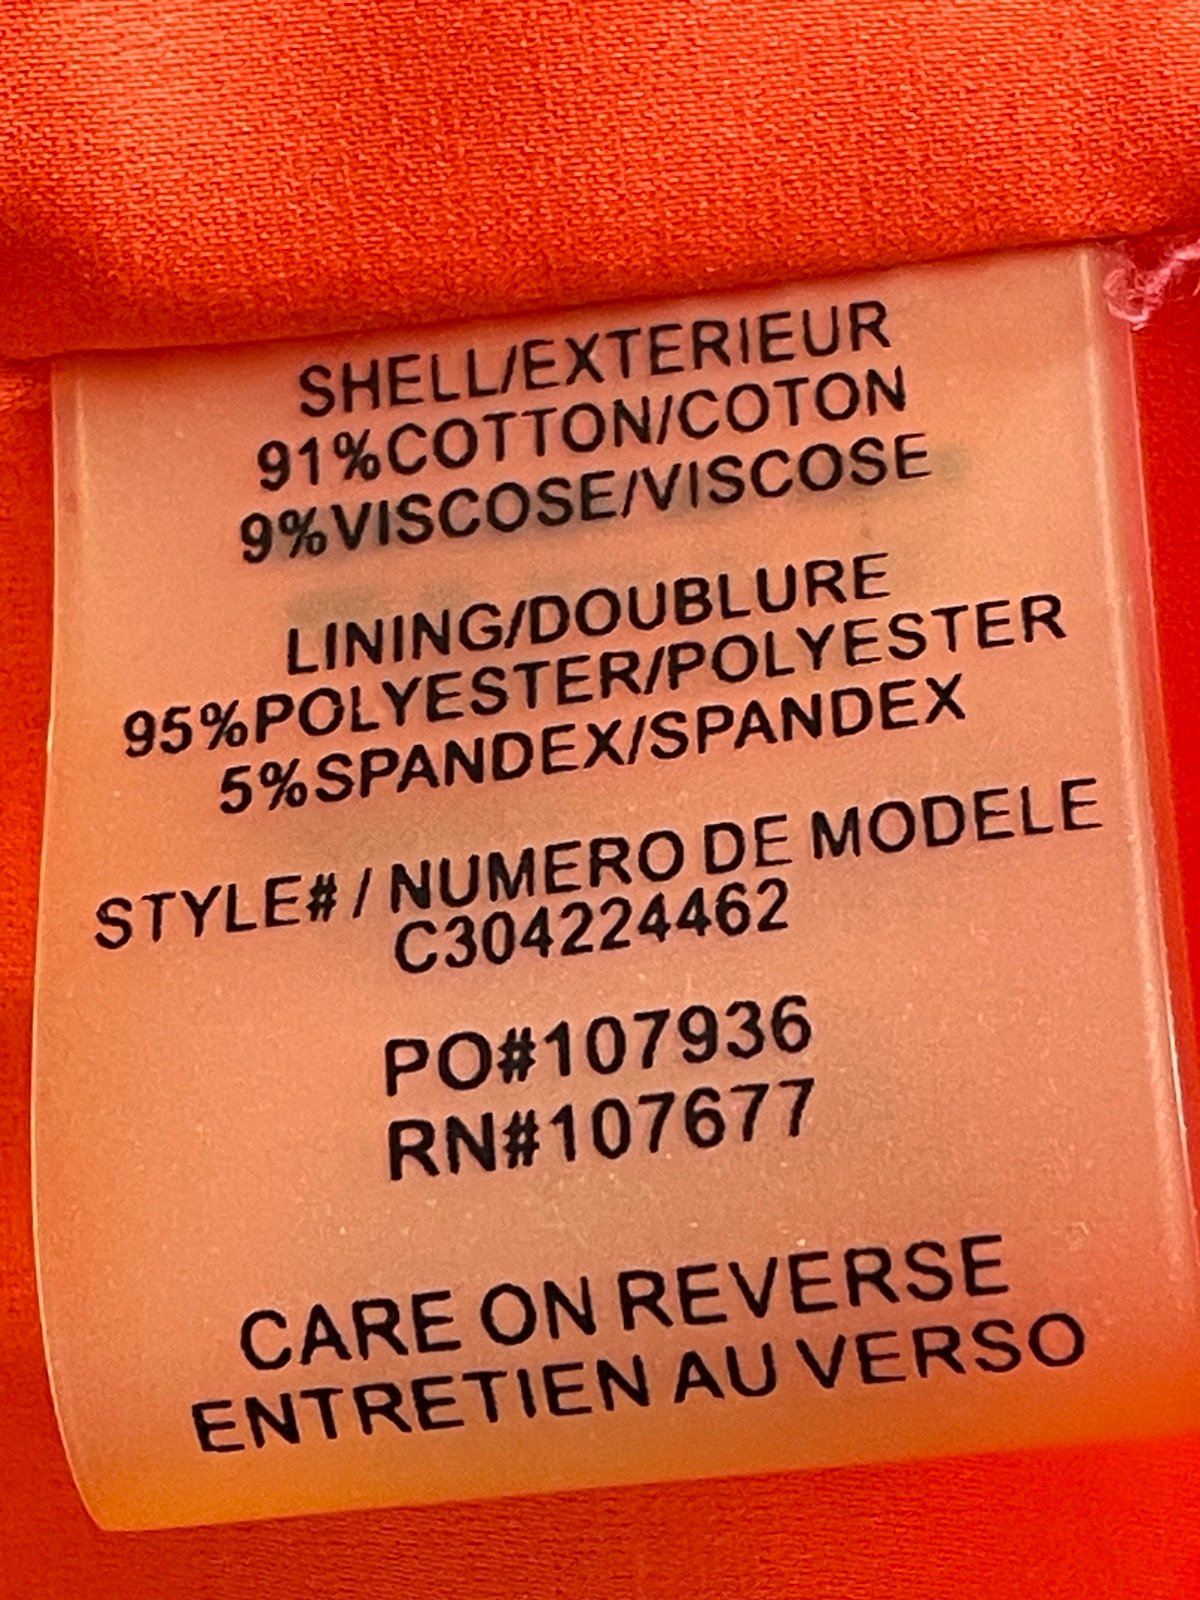 SHELL/EXTERIEUR
91%COTTON/COTON
9%VISCOSE/VISCOSE
LINING/DOUBLURE
95%POLYESTER/POLYESTER
5%SPANDEX/SPANDEX
STYLE# / NUMERO DE MODELE
C304224462
PO#107936
RN#107677
CARE ON REVERSE
ENTRETIEN AU VERSO